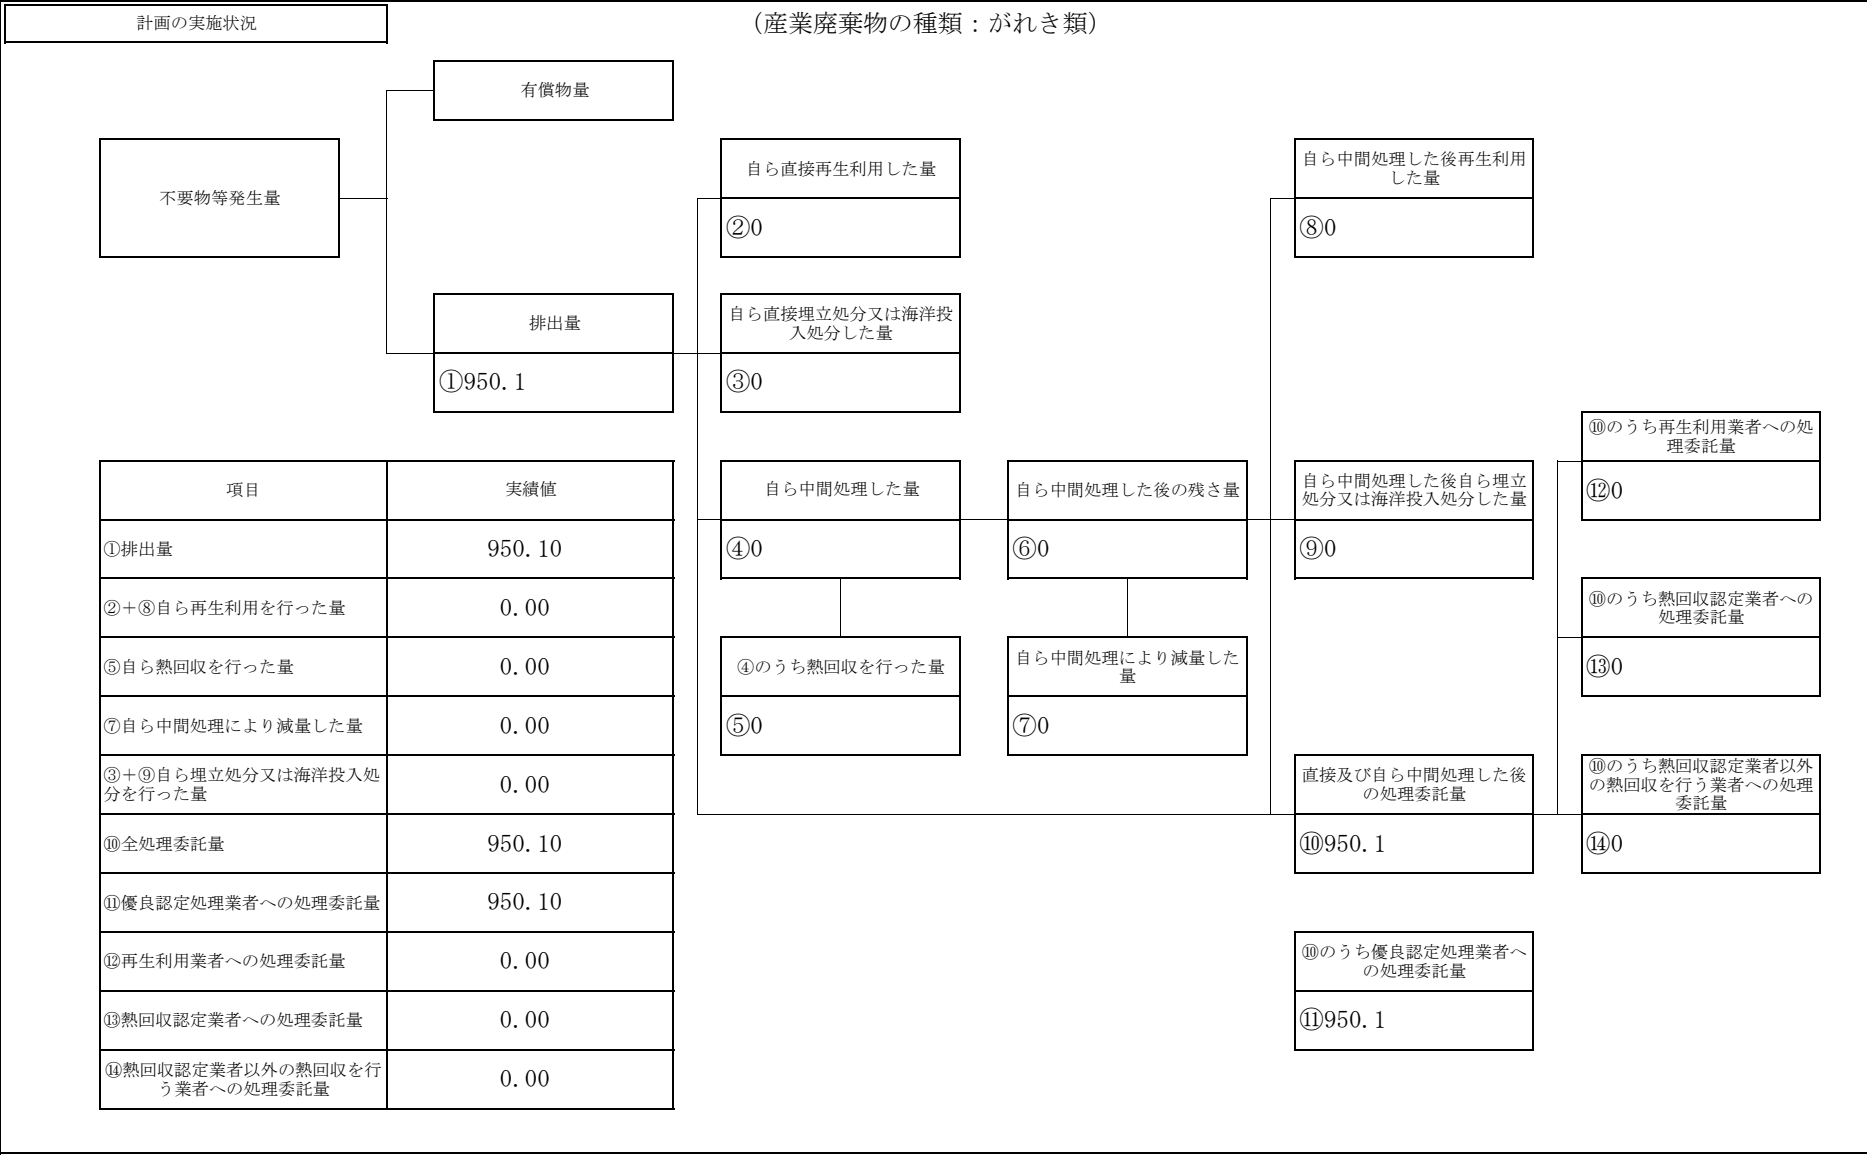 計画の実施状況
（産業廃棄物の種類：がれき類）
有償物量
不要物等発生量
自ら直接再生利用した量
②0
自ら中間処理した後再生利用
した量
⑧0
排出量
①950.1
自ら直接埋立処分又は海洋投
入処分した量
③0
⑩のうち再生利用業者への処
理委託量
⑫0
自ら中間処理した量
④0
自ら中間処理した後の残さ量
⑥0
自ら中間処理した後自ら埋立
処分又は海洋投入処分した量
⑨0
⑩のうち熱回収認定業者への
処理委託量
⑬0
④のうち熱回収を行った量
⑤0
自ら中間処理により減量した
量
⑦0
直接及び自ら中間処理した後
の処理委託量
⑩950.1
⑩のうち熱回収認定業者以外
の熱回収を行う業者への処理
委託量
⑭0
⑩のうち優良認定処理業者へ
の処理委託量
⑪950.1
項目 実績値
①排出量 950.10
②＋⑧自ら再生利用を行った量 0.00
⑤自ら熱回収を行った量 0.00
⑦自ら中間処理により減量した量 0.00
③＋⑨自ら埋立処分又は海洋投入処
分を行った量 0.00
⑩全処理委託量 950.10
⑪優良認定処理業者への処理委託量 950.10
⑫再生利用業者への処理委託量 0.00
⑬熱回収認定業者への処理委託量 0.00
⑭熱回収認定業者以外の熱回収を行
う業者への処理委託量 0.00